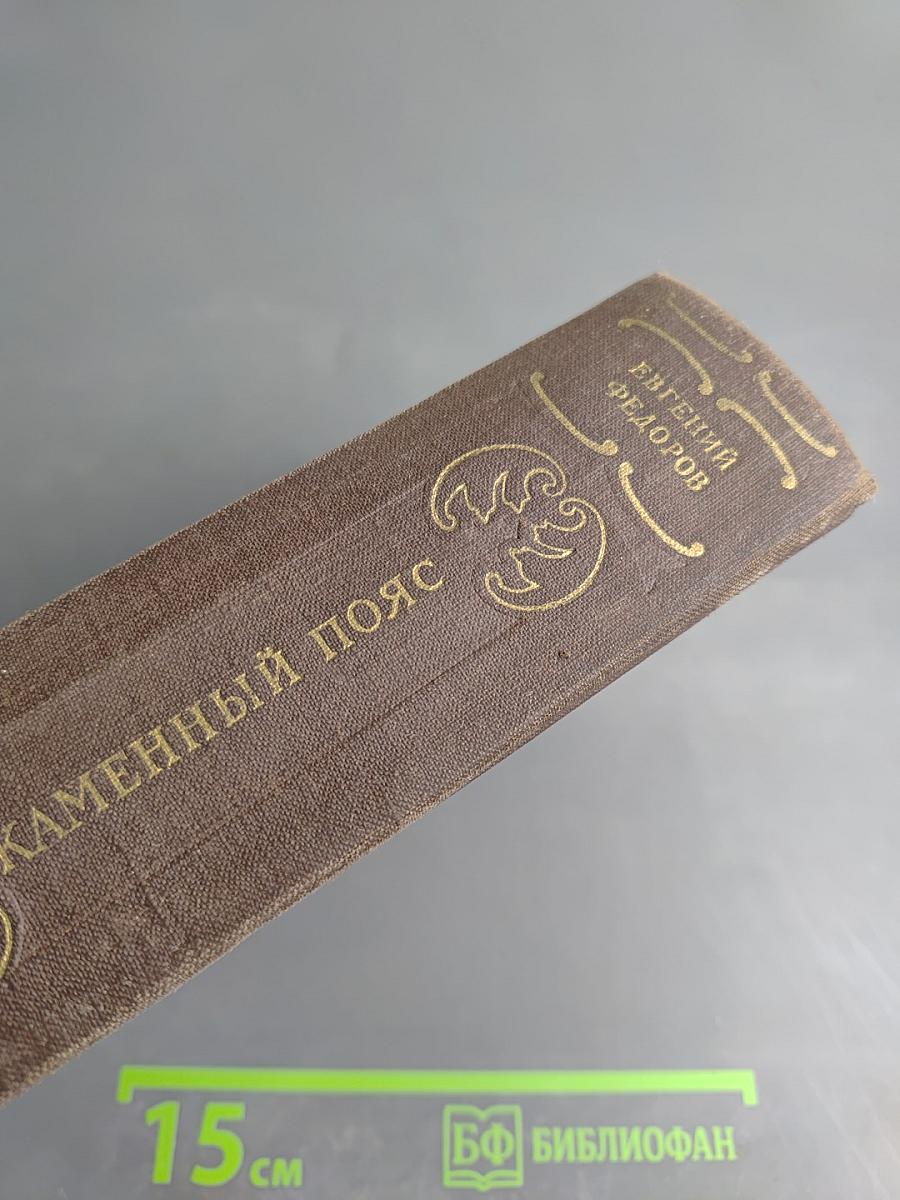 ЕВГЕНИЙ
ФЕДОРОВ
КАМЕННЫЙ ПОЯС
15 см
БФ БИБЛИОФАН